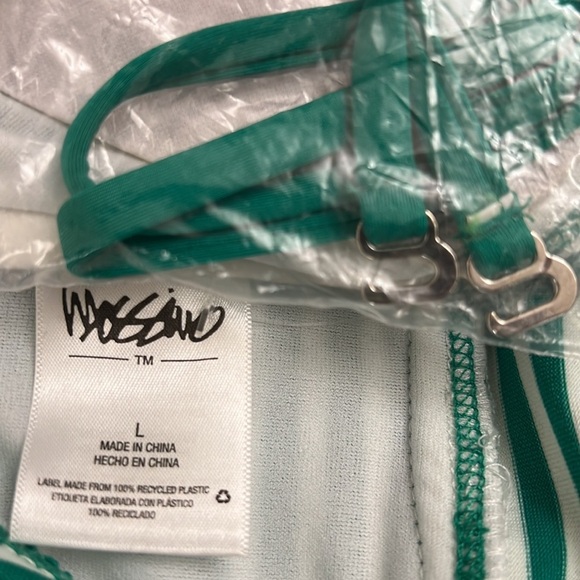 Mossimo
TM
L
MADE IN CHINA
HECHO EN CHINA
LABEL MADE FROM 100% RECYCLED PLASTIC
ETIQUETA ELABORADA CON PLÁSTICO
100% RECICLADO